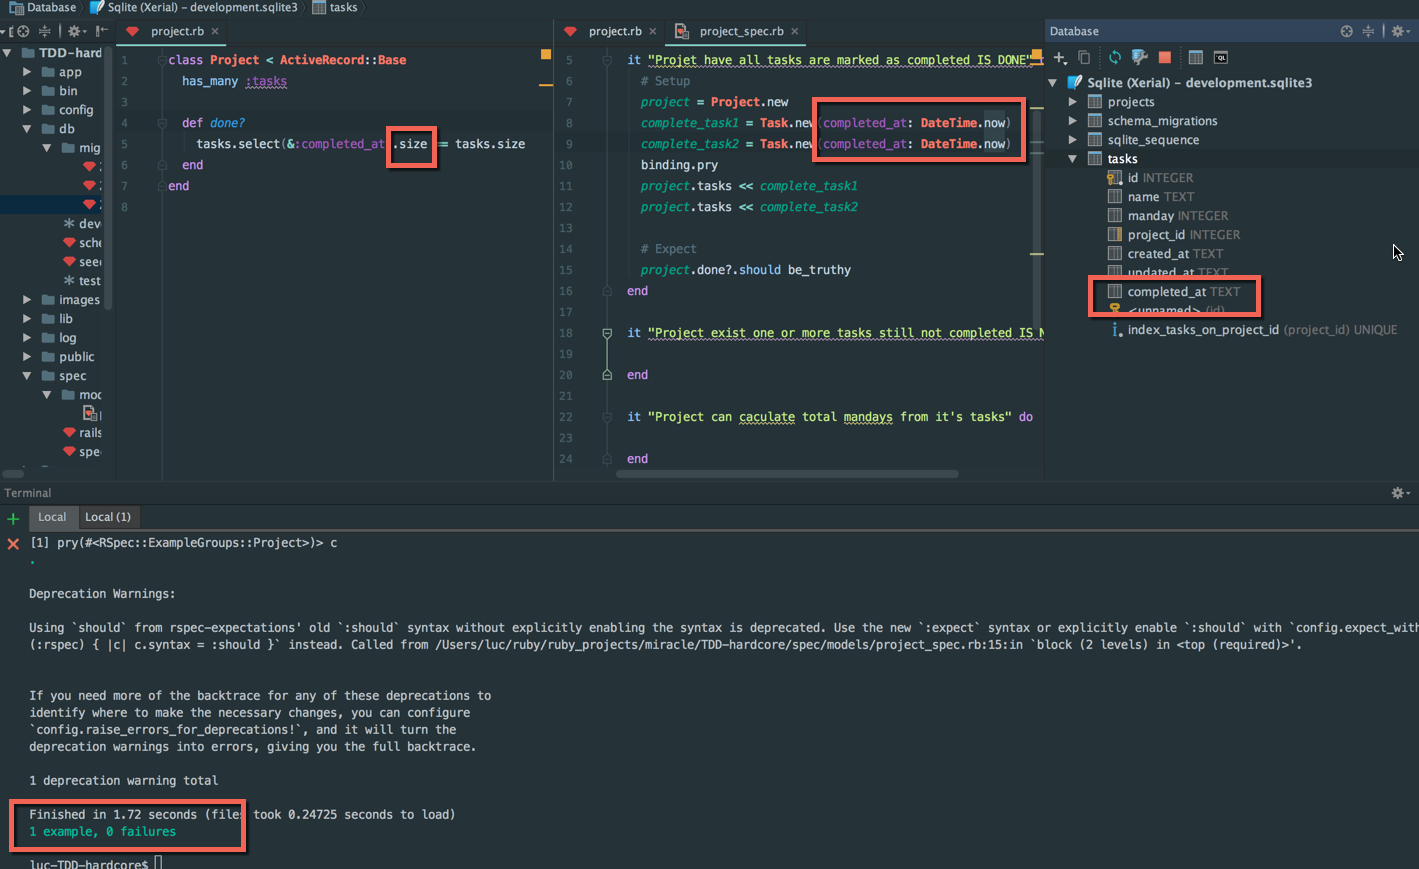 Database
Sqlite (Xerial) – development.sqlite3
tasks
project.rb
TDD-hard
app
bin
config
db
mig
dev
sche
seed
test
images
lib
log
public
spec
mod
rails
spec
1 class Project < ActiveRecord::Base
2 has_many :tasks
3
4 def done?
5 tasks.select(&:completed_at .size == tasks.size
6 end
7 end
8
project.rb
project_spec.rb
5 it "Projet have all tasks are marked as completed IS DONE"
6 # Setup
7 project = Project.new
8 complete_task1 = Task.new(completed_at: DateTime.now)
9 complete_task2 = Task.new(completed_at: DateTime.now)
10 binding.pry
11 project.tasks << complete_task1
12 project.tasks << complete_task2
13
14 # Expect
15 project.done?.should be_truthy
16 end
18 it "Project exist one or more tasks still not completed IS N
19
20 end
21
22 it "Project can caculate total mandays from it's tasks" do
23
24 end
Database
Sqlite (Xerial) – development.sqlite3
projects
schema_migrations
sqlite_sequence
tasks
id INTEGER
name TEXT
manday INTEGER
project_id INTEGER
created_at TEXT
updated_at TEXT
completed_at TEXT
<unnamed> (id)
index_tasks_on_project_id (project_id) UNIQUE
Terminal
Local
Local (1)
[1] pry(#<RSpec::ExampleGroups::Project>)> c
.
Deprecation Warnings:
Using `should` from rspec-expectations' old `:should` syntax without explicitly enabling the syntax is deprecated. Use the new `:expect` syntax or explicitly enable `:should` with `config.expect_with
(:rspec) { |c| c.syntax = :should }` instead. Called from /Users/luc/ruby/ruby_projects/miracle/TDD-hardcore/spec/models/project_spec.rb:15:in `block (2 levels) in <top (required)>'.
If you need more of the backtrace for any of these deprecations to
identify where to make the necessary changes, you can configure
`config.raise_errors_for_deprecations!`, and it will turn the
deprecation warnings into errors, giving you the full backtrace.
1 deprecation warning total
Finished in 1.72 seconds (files took 0.24725 seconds to load)
1 example, 0 failures
luc-TDD-hardcore$